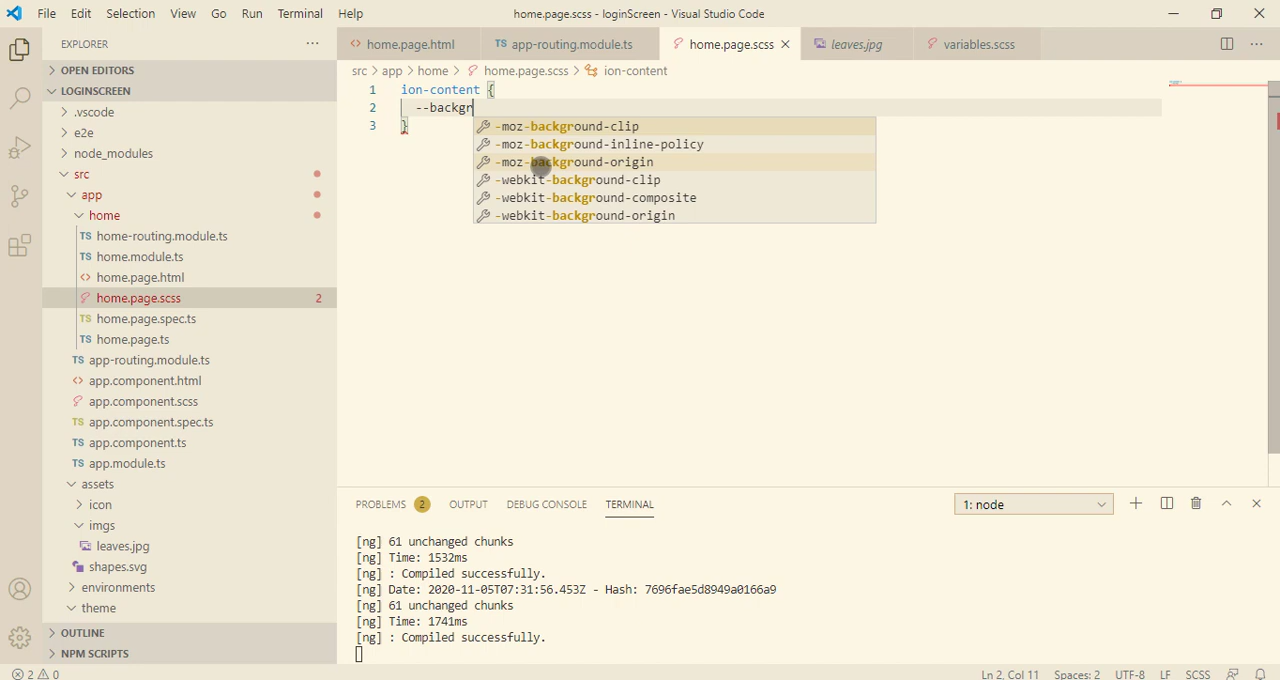 File Edit Selection View Go Run Terminal Help
home.page.scss - loginScreen - Visual Studio Code
EXPLORER
home.page.html
app-routing.module.ts
home.page.scss
leaves.jpg
variables.scss
OPEN EDITORS
LOGINSCREEN
.vscode
e2e
node_modules
src
app
home
home-routing.module.ts
home.module.ts
home.page.html
home.page.scss 2
home.page.spec.ts
home.page.ts
app-routing.module.ts
app.component.html
app.component.scss
app.component.spec.ts
app.component.ts
app.module.ts
assets
icon
imgs
leaves.jpg
shapes.svg
environments
theme
OUTLINE
NPM SCRIPTS
src > app > home > home.page.scss > ion-content
1 ion-content {
2 --backgr
3 }
-moz-background-clip
-moz-background-inline-policy
-moz-background-origin
-webkit-background-clip
-webkit-background-composite
-webkit-background-origin
PROBLEMS 2 OUTPUT DEBUG CONSOLE TERMINAL
1: node
[ng] 61 unchanged chunks
[ng] Time: 1532ms
[ng] : Compiled successfully.
[ng] Date: 2020-11-05T07:31:56.453Z - Hash: 7696fae5d8949a0166a9
[ng] 61 unchanged chunks
[ng] Time: 1741ms
[ng] : Compiled successfully.
2 0
Ln 2, Col 11 Spaces: 2 UTF-8 LF SCSS